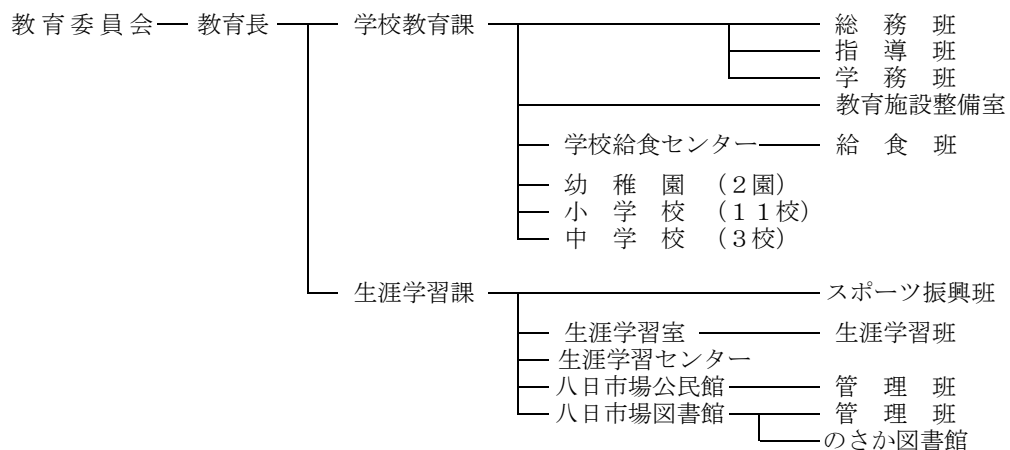 教育委員会 教育長 学校教育課 総務班
指導班
学務班
教育施設整備室
学校給食センター 給食班
幼稚園（２園）
小学校（１１校）
中学校（３校）
生涯学習課 スポーツ振興班
生涯学習室 生涯学習班
生涯学習センター
八日市場公民館 管理班
八日市場図書館 管理班
のさか図書館